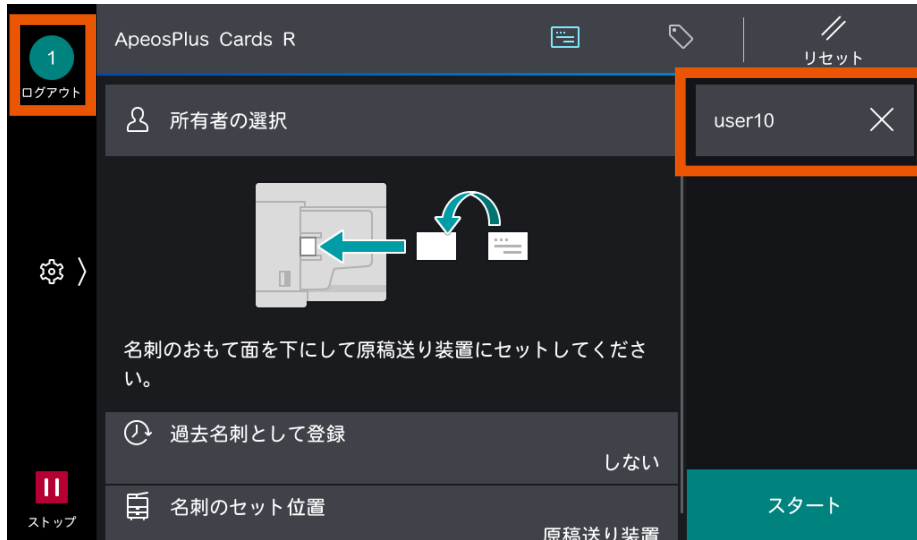 1
ログアウト
ApeosPlus Cards R
リセット
所有者の選択
user10
名刺のおもて面を下にして原稿送り装置にセットしてくださ
い。
過去名刺として登録
しない
名刺のセット位置
原稿送り装置
ストップ
スタート